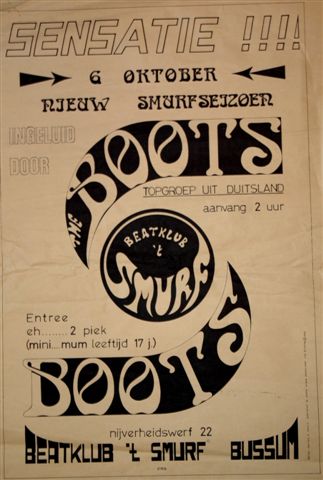 SENSATIE !!!!
6 OKTOBER
NIEUW SMURFSEIZOEN
INGELUID
DOOR
THE BOOTS
TOPGROEP UIT DUITSLAND
aanvang 2 uur
BEATKLUB
't
SMURF
Entree
eh........2 piek
(mini...mum leeftijd 17 j.)
BOOTS
nijverheidswerf 22
BEATKLUB 't SMURF BUSSUM